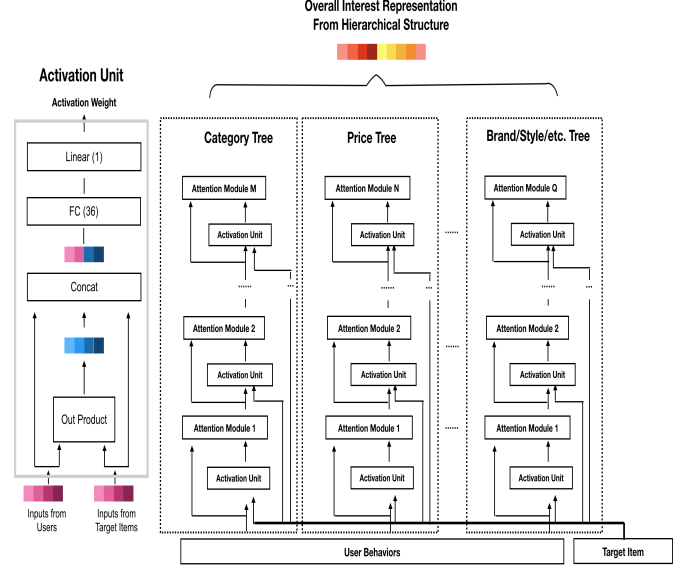 Overall Interest Representation
From Hierarchical Structure
Activation Unit
Activation Weight
Linear (1)
FC (36)
Concat
Out Product
Inputs from
Users
Inputs from
Target Items
Category Tree
Attention Module M
Activation Unit
......
...
Attention Module 2
Activation Unit
Attention Module 1
Activation Unit
Price Tree
Attention Module N
Activation Unit
......
...
Attention Module 2
Activation Unit
Attention Module 1
Activation Unit
......
......
......
Brand/Style/etc. Tree
Attention Module Q
Activation Unit
......
...
Attention Module 2
Activation Unit
Attention Module 1
Activation Unit
User Behaviors
Target Item